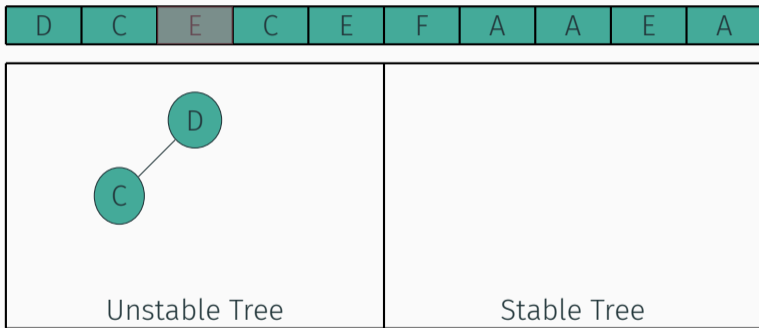 D C E C E F A A E A
D
C
Unstable Tree Stable Tree